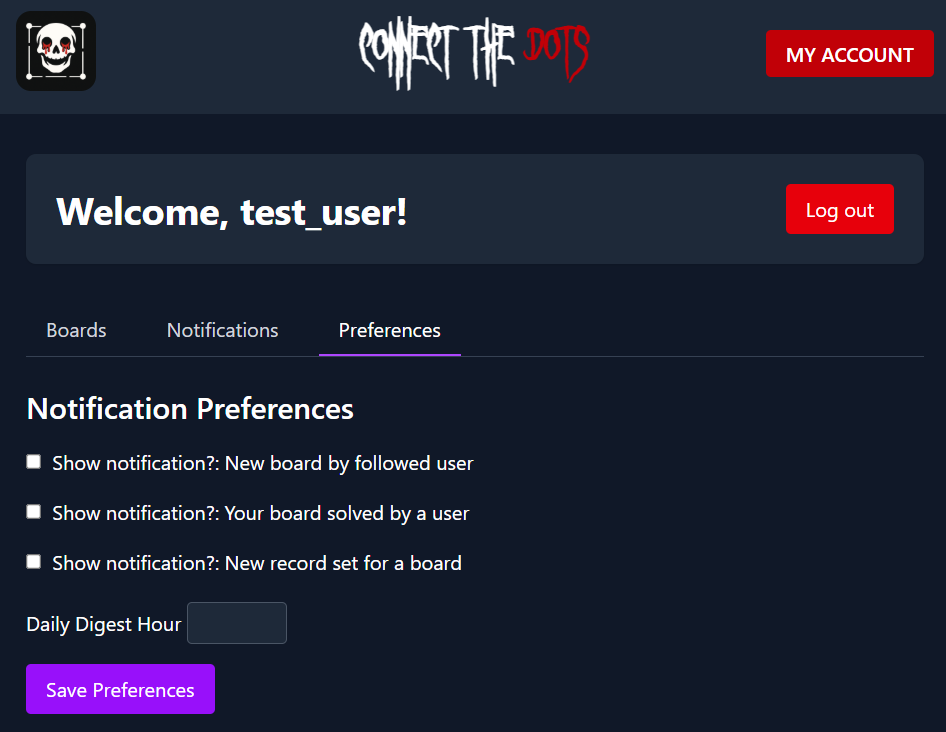 CONNECT THE DOTS
MY ACCOUNT
Welcome, test_user!
Log out
Boards Notifications Preferences
Notification Preferences
Show notification?: New board by followed user
Show notification?: Your board solved by a user
Show notification?: New record set for a board
Daily Digest Hour
Save Preferences